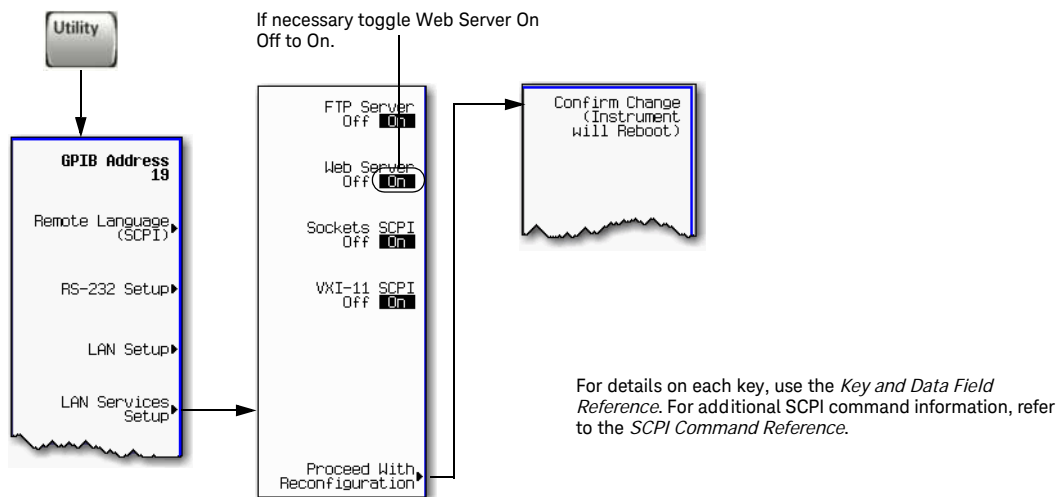 Utility
If necessary toggle Web Server On
Off to On.
GPIB Address
19
Remote Language
(SCPI)
RS-232 Setup
LAN Setup
LAN Services
Setup
FTP Server
Off On
Web Server
Off On
Sockets SCPI
Off On
VXI-11 SCPI
Off On
Proceed With
Reconfiguration
Confirm Change
(Instrument
will Reboot)
For details on each key, use the Key and Data Field
Reference. For additional SCPI command information, refer
to the SCPI Command Reference.